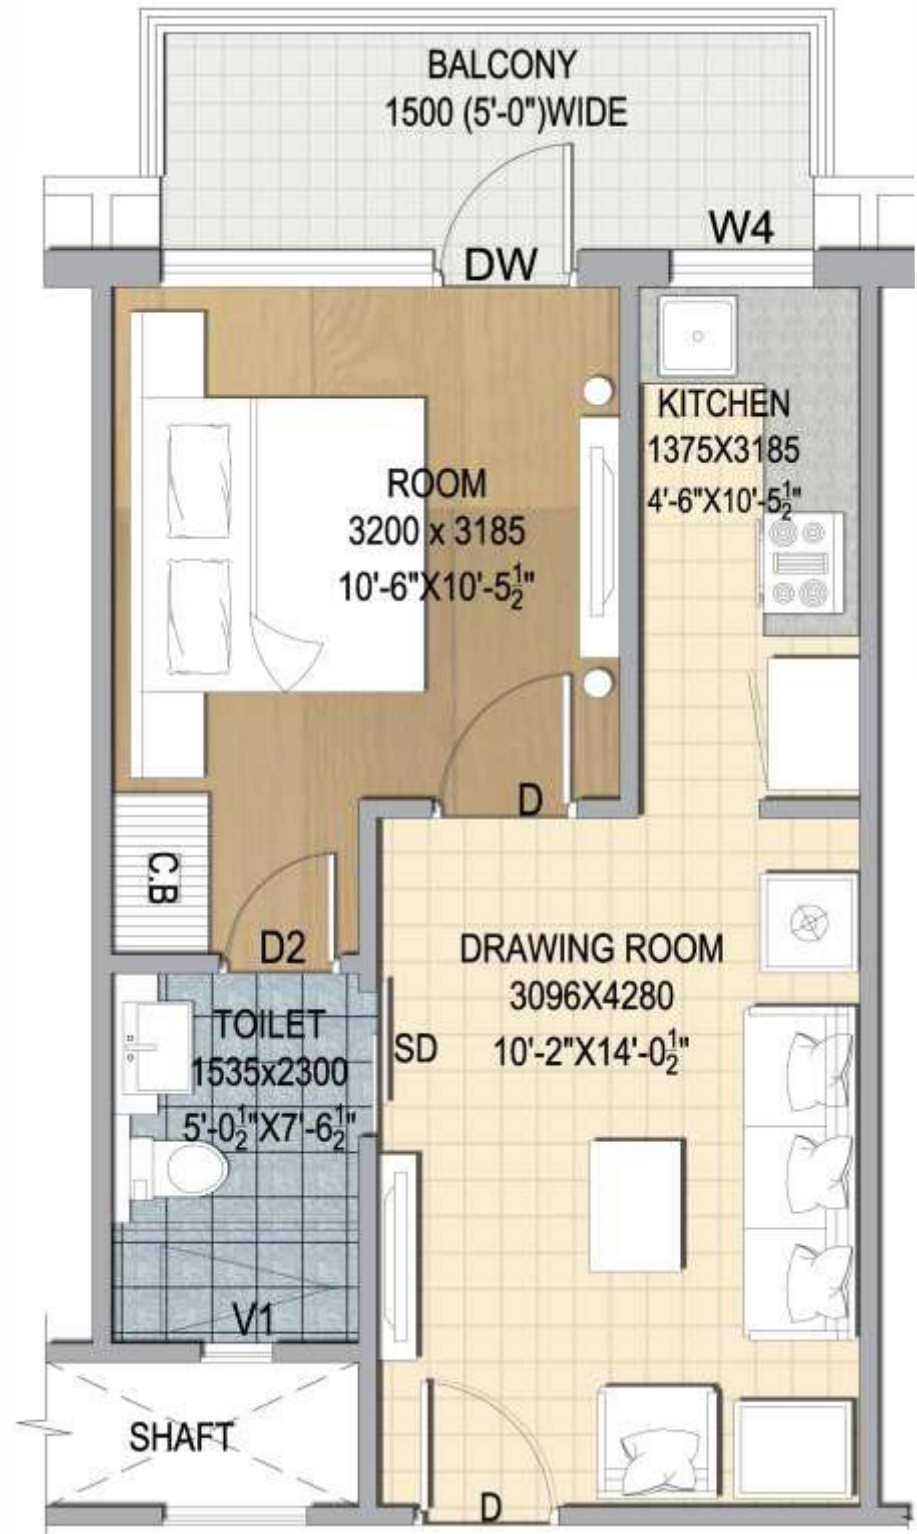 BALCONY
1500 (5'-0")WIDE
W4
DW
KITCHEN
1375X3185
4'-6"X10'-5½"
ROOM
3200 x 3185
10'-6"X10'-5½"
D
C.B
D2
DRAWING ROOM
3096X4280
10'-2"X14'-0½"
TOILET
1535x2300
5'-0½"X7'-6½"
SD
V1
SHAFT
D